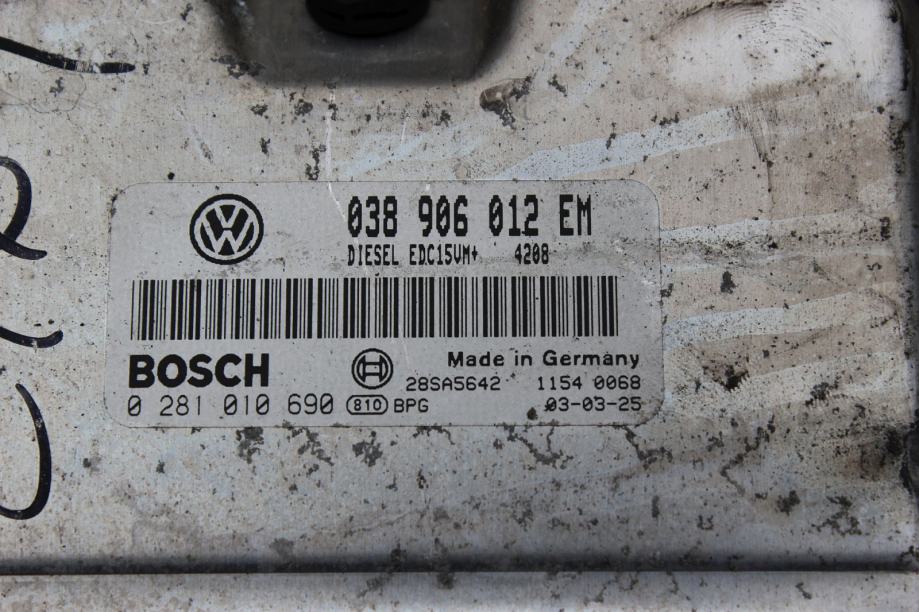 038 906 012 EM
DIESEL EDC15VM+ 4208
BOSCH
Made in Germany
28SA5642 1154 0068
0 281 010 690 810 BPG 03-03-25